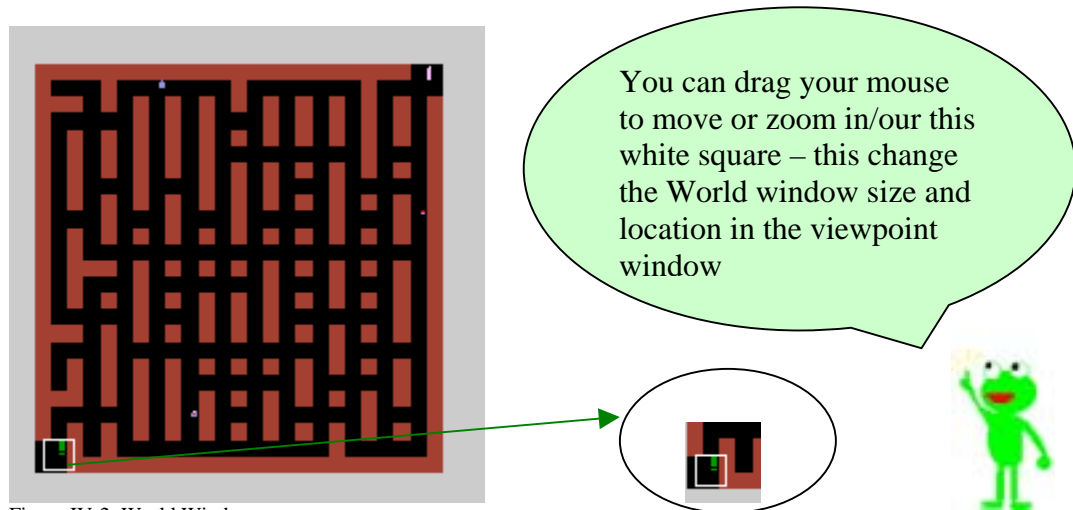 You can drag your mouse
to move or zoom in/our this
white square – this change
the World window size and
location in the viewpoint
window